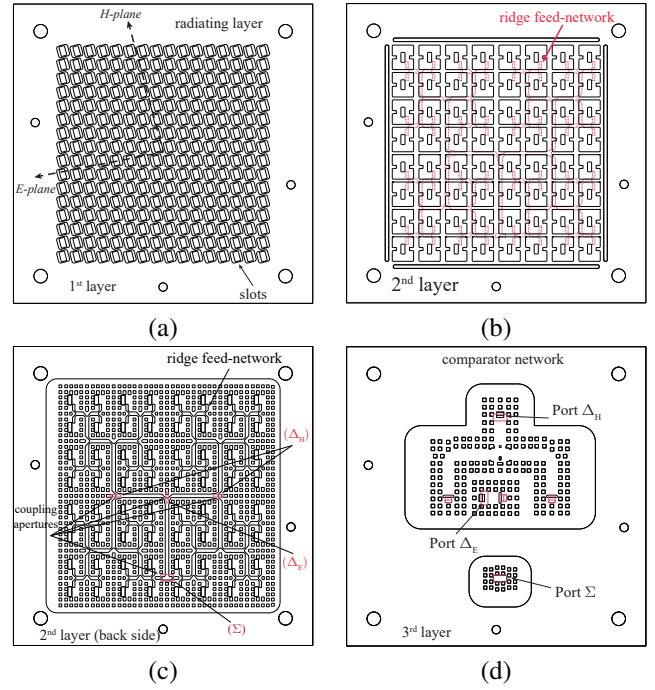 H-plane
radiating layer
E-plane
1st layer
slots
(a)
ridge feed-network
2nd layer
(b)
ridge feed-network
(ΔH)
coupling
apertures
(ΔE)
2nd layer (back side)
(Σ)
(c)
comparator network
Port ΔH
Port ΔE
Port Σ
3rd layer
(d)